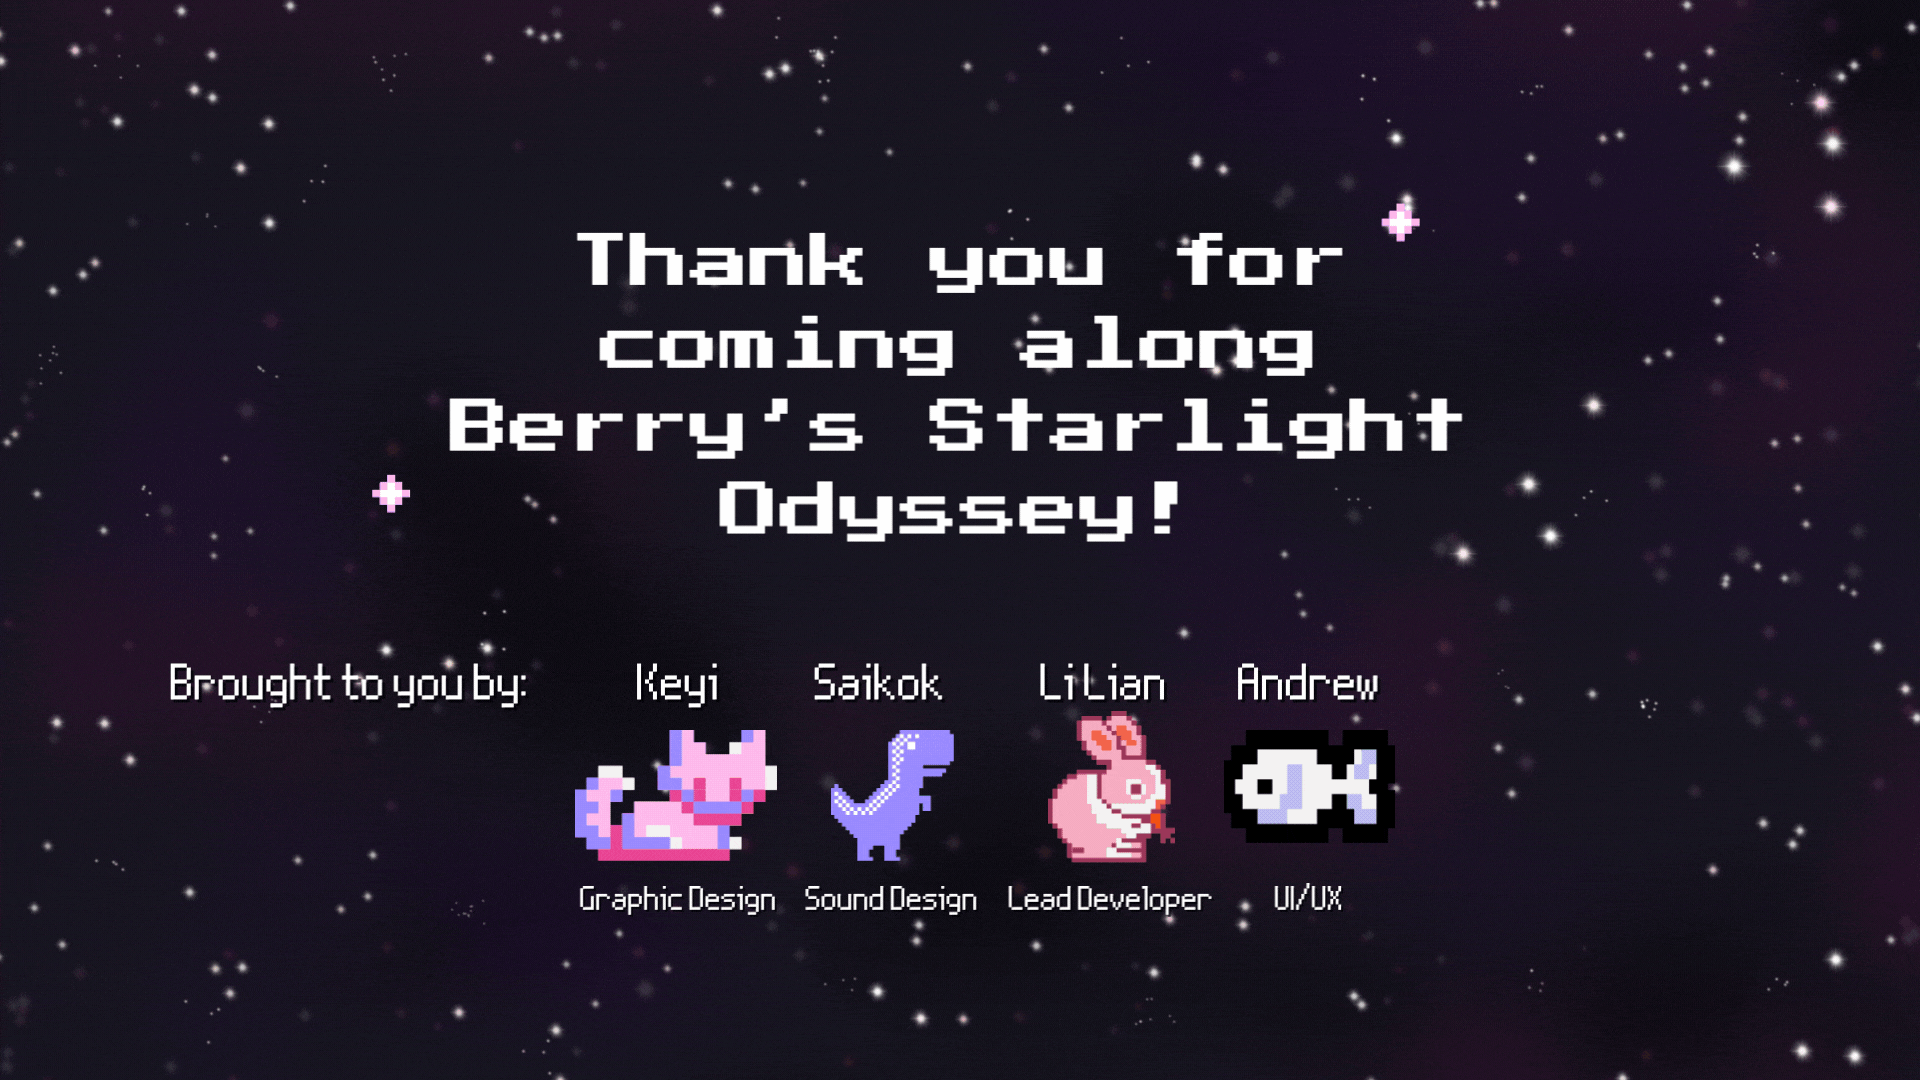 Thank you for
coming along
Berry's Starlight
Odyssey!
Brought to you by:
Keyi
Saikok
LiLian
Andrew
Graphic Design
Sound Design
Lead Developer
UI/UX